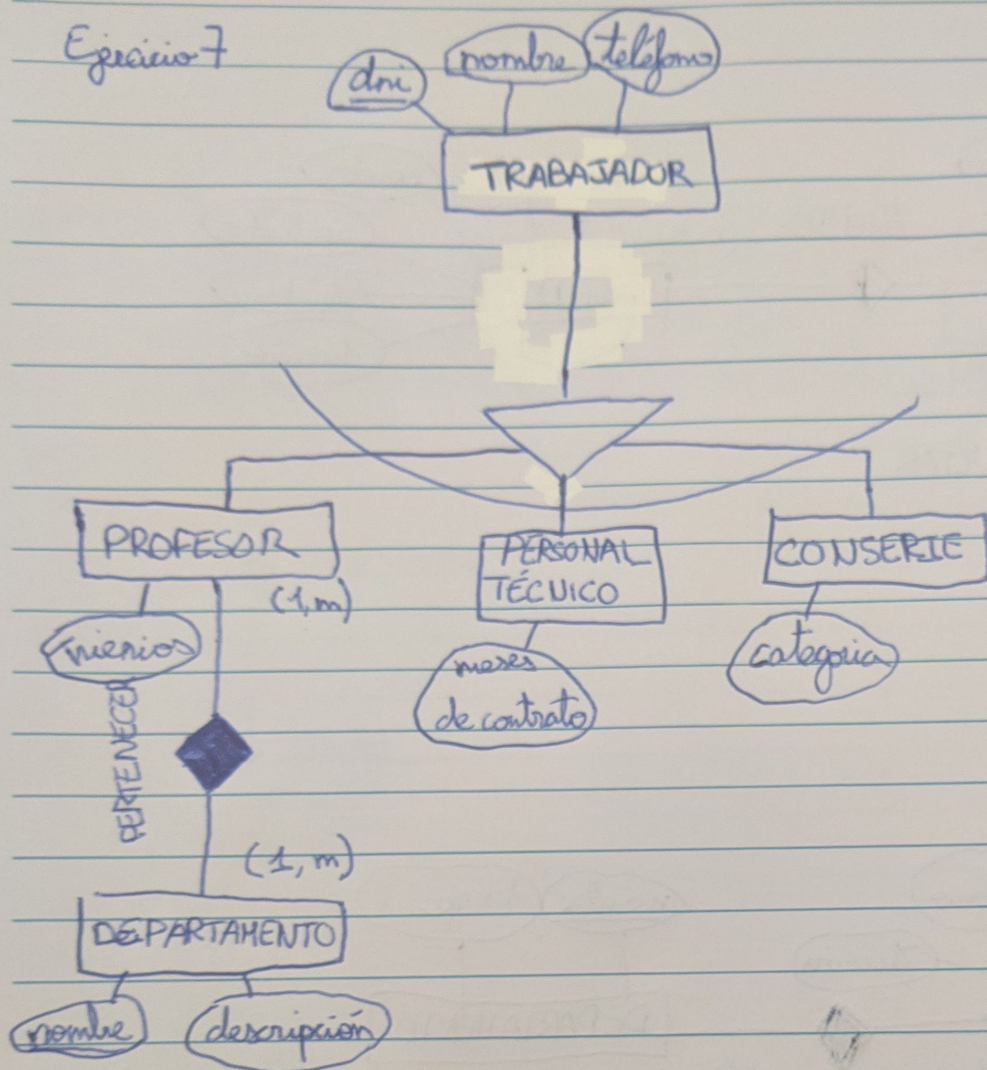 Ejercicio 7
dni
nombre
teléfono
TRABAJADOR
PROFESOR
PERSONAL
TÉCNICO
CONSERJE
(1,m)
trienios
meses
de contrato
categoria
PERTENECER
(1,m)
DEPARTAMENTO
nombre
descripción